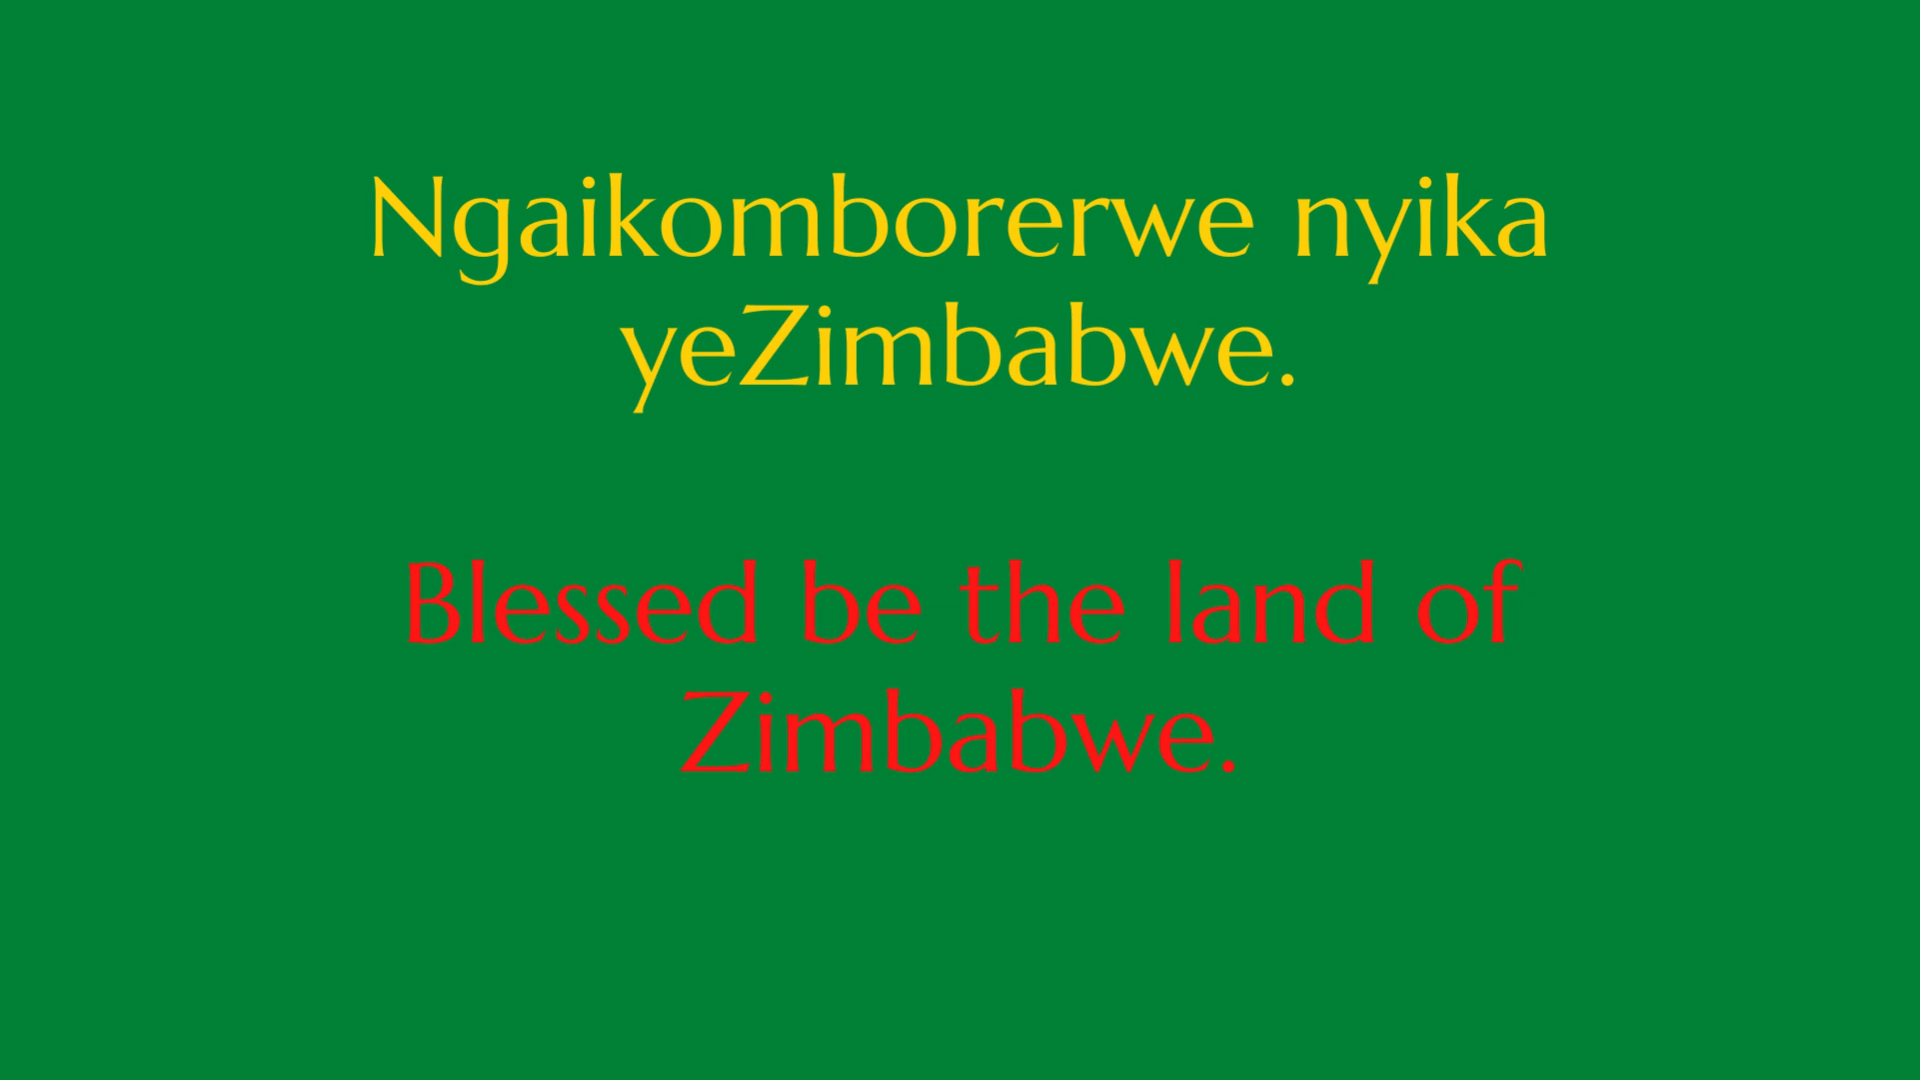 Ngaikomborerwe nyika
yeZimbabwe.
Blessed be the land of
Zimbabwe.